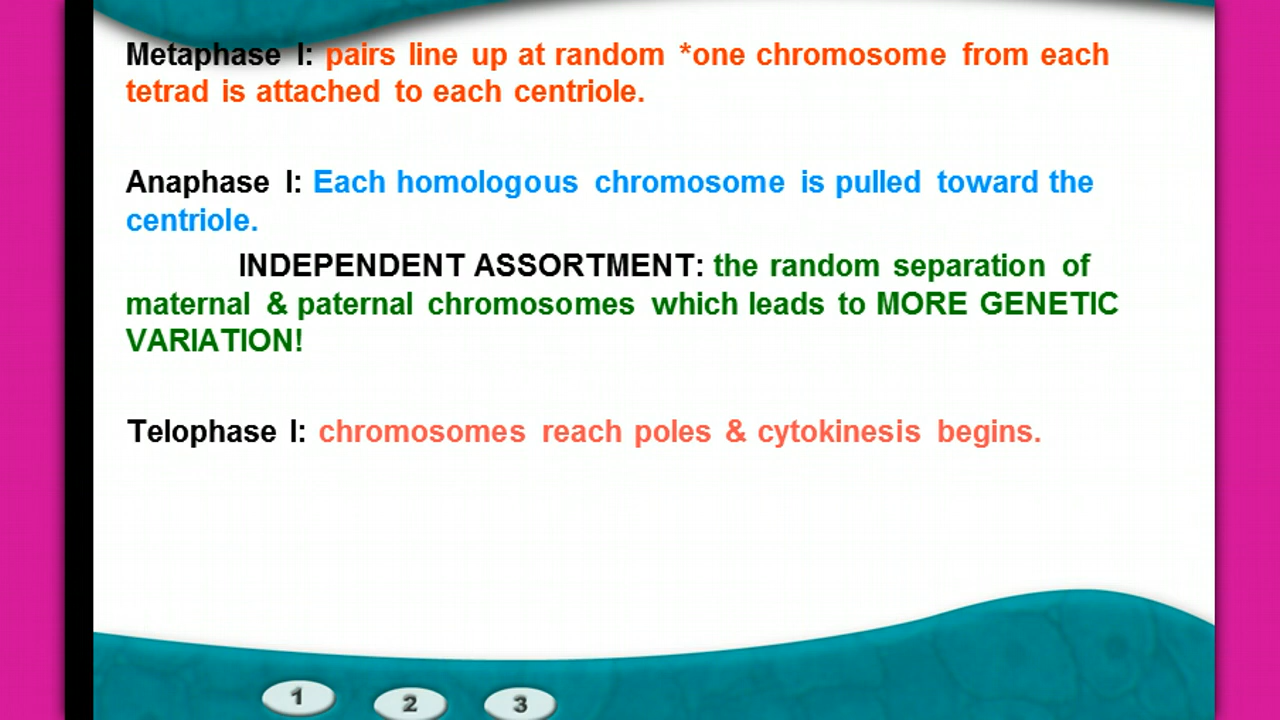 Metaphase I: pairs line up at random *one chromosome from each
tetrad is attached to each centriole.
Anaphase I: Each homologous chromosome is pulled toward the
centriole.
INDEPENDENT ASSORTMENT: the random separation of
maternal & paternal chromosomes which leads to MORE GENETIC
VARIATION!
Telophase I: chromosomes reach poles & cytokinesis begins.
1 2 3